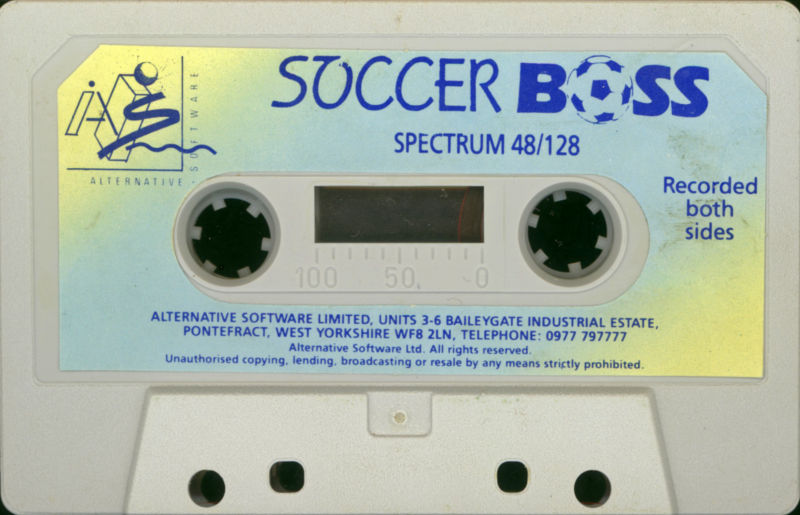 SOCCER BOSS
SPECTRUM 48/128
ALTERNATIVE
SOFTWARE
Recorded
both
sides
100 50 0
ALTERNATIVE SOFTWARE LIMITED, UNITS 3-6 BAILEYGATE INDUSTRIAL ESTATE,
PONTEFRACT, WEST YORKSHIRE WF8 2LN, TELEPHONE: 0977 797777
Alternative Software Ltd. All rights reserved.
Unauthorised copying, lending, broadcasting or resale by any means strictly prohibited.